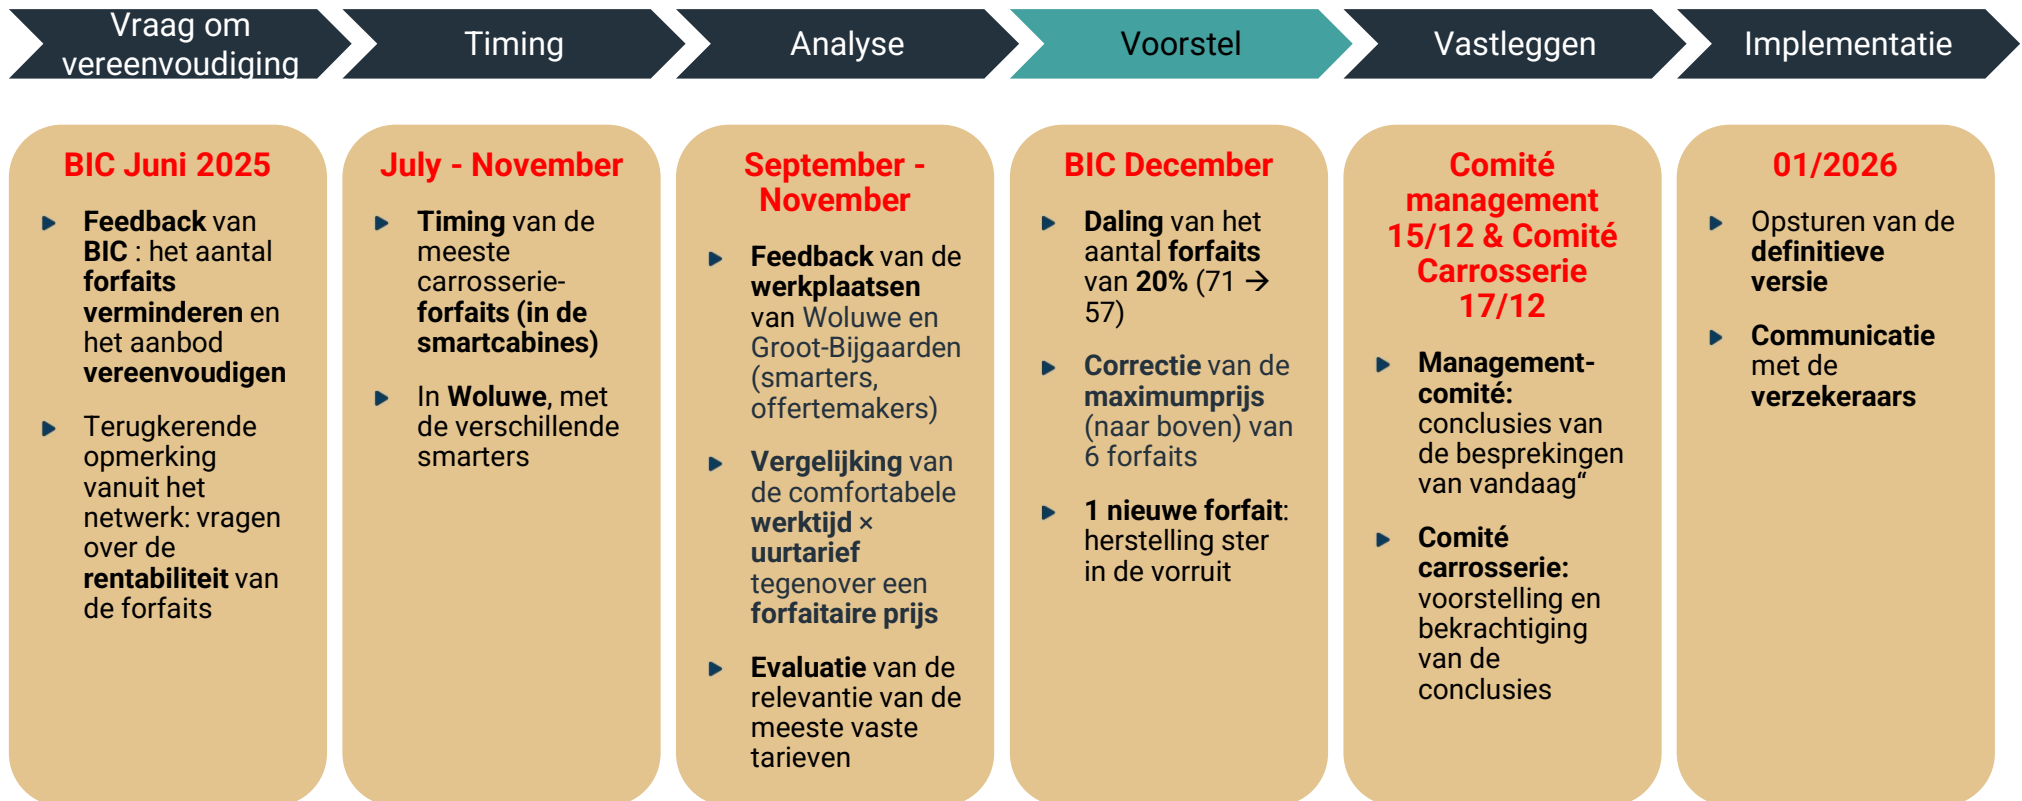 Vraag om
vereenvoudiging
Timing
Analyse
Voorstel
Vastleggen
Implementatie
BIC Juni 2025
Feedback van
BIC : het aantal
forfaits
verminderen en
het aanbod
vereenvoudigen
Terugkerende
opmerking
vanuit het
netwerk: vragen
over de
rentabiliteit van
de forfaits
July - November
Timing van de
meeste
carrosserie-
forfaits (in de
smartcabines)
In Woluwe, met
de verschillende
smarters
September -
November
Feedback van de
werkplaatsen
van Woluwe en
Groot-Bijgaarden
(smarters,
offertemakers)
Vergelijking van
de comfortabele
werktijd ×
uurtarief
tegenover een
forfaitaire prijs
Evaluatie van de
relevantie van de
meeste vaste
tarieven
BIC December
Daling van het
aantal forfaits
van 20% (71 →
57)
Correctie van de
maximumprijs
(naar boven) van
6 forfaits
1 nieuwe forfait:
herstelling ster
in de vorruit
Comité
management
15/12 & Comité
Carrosserie
17/12
Management-
comité:
conclusies van
de besprekingen
van vandaag“
Comité
carrosserie:
voorstelling en
bekrachtiging
van de
conclusies
01/2026
Opsturen van de
definitieve
versie
Communicatie
met de
verzekeraars